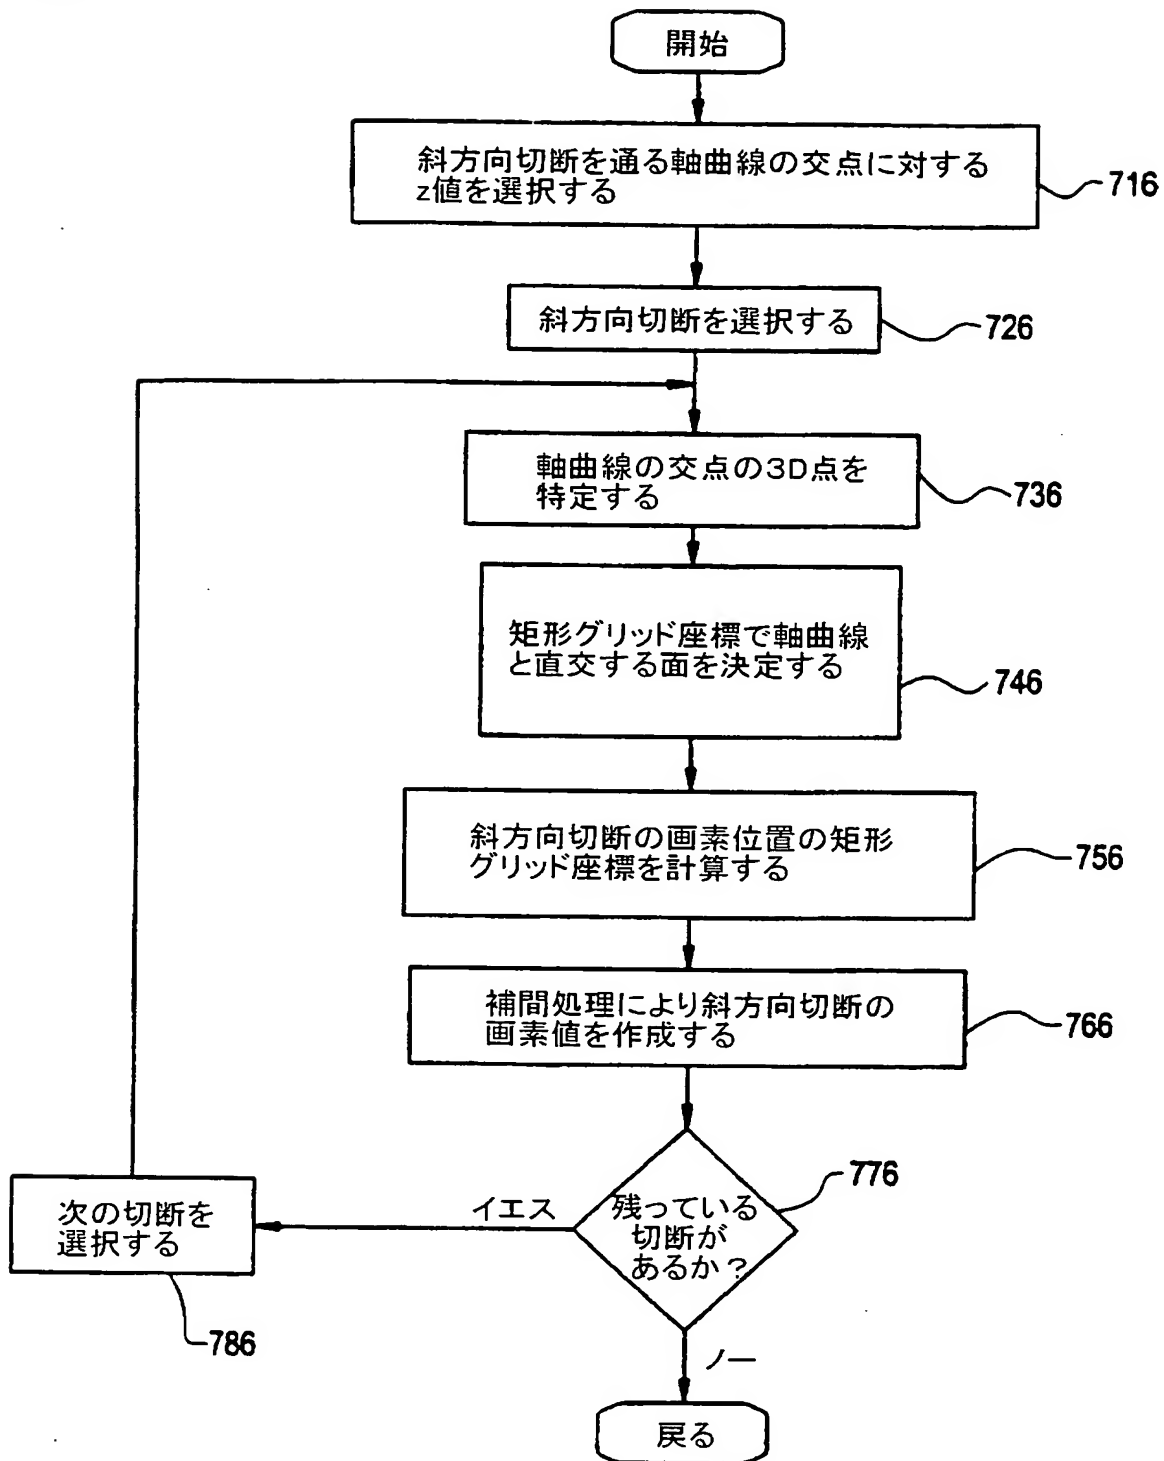 開始
斜方向切断を通る軸曲線の交点に対する
z値を選択する
716
斜方向切断を選択する
726
軸曲線の交点の3D点を
特定する
736
矩形グリッド座標で軸曲線
と直交する面を決定する
746
斜方向切断の画素位置の矩形
グリッド座標を計算する
756
補間処理により斜方向切断の
画素値を作成する
766
776
残っている
切断が
あるか？
イエス
次の切断を
選択する
786
ノー
戻る